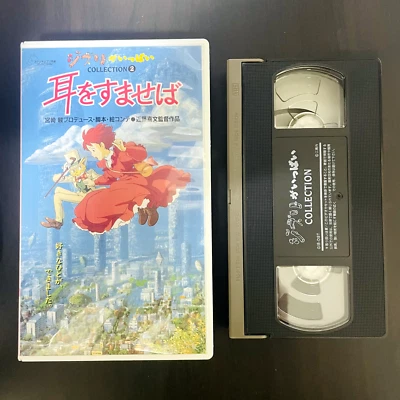 ジブリがいっぱい
COLLECTION 2
耳をすませば
宮崎 駿プロデュース・脚本・絵コンテ●近藤喜文監督作品
好きなひとが、
できました。
ジブリがいっぱい
COLLECTION